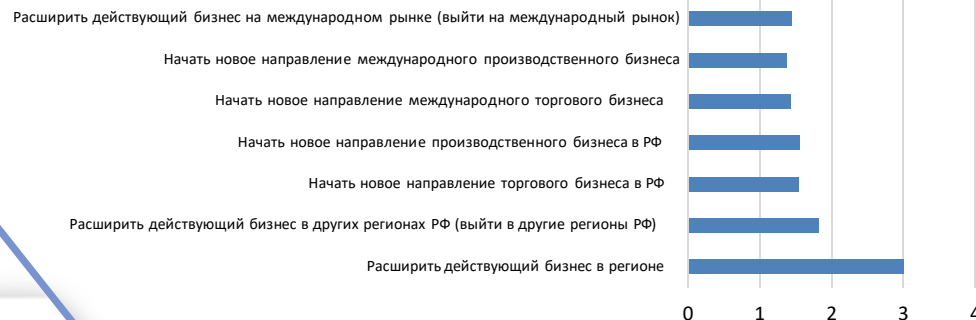 Расширить действующий бизнес на международном рынке (выйти на международный рынок)
Начать новое направление международного производственного бизнеса
Начать новое направление международного торгового бизнеса
Начать новое направление производственного бизнеса в РФ
Начать новое направление торгового бизнеса в РФ
Расширить действующий бизнес в других регионах РФ (выйти в другие регионы РФ)
Расширить действующий бизнес в регионе
0 1 2 3 4